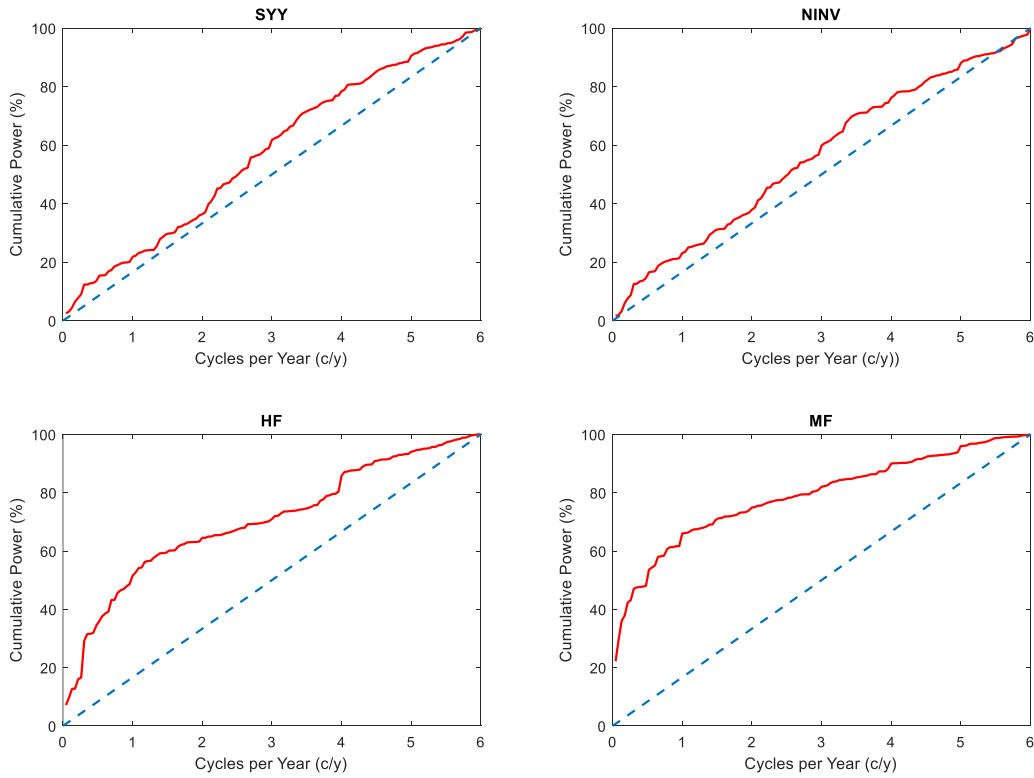 SYY
100
80
60
40
20
0
Cumulative Power (%)
0 1 2 3 4 5 6
Cycles per Year (c/y)
NINV
100
80
60
40
20
0
Cumulative Power (%)
0 1 2 3 4 5 6
Cycles per Year (c/y))
HF
100
80
60
40
20
0
Cumulative Power (%)
0 1 2 3 4 5 6
Cycles per Year (c/y)
MF
100
80
60
40
20
0
Cumulative Power (%)
0 1 2 3 4 5 6
Cycles per Year (c/y)